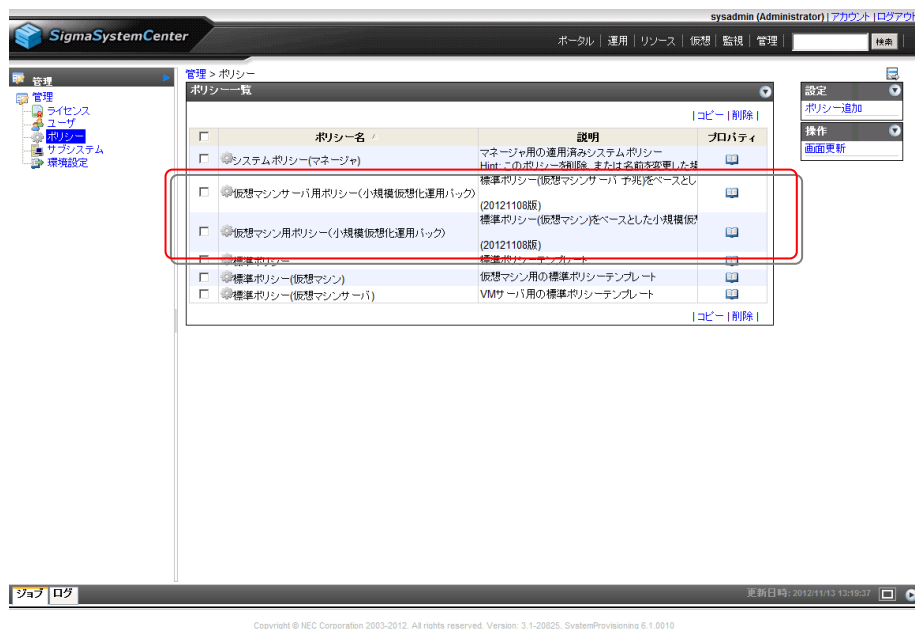 sysadmin (Administrator) | アカウント | ログアウト
SigmaSystemCenter
ポータル | 運用 | リソース | 仮想 | 監視 | 管理 | 検索 |
管理
管理
ライセンス
ユーザ
ポリシー
サブシステム
環境設定
管理 > ポリシー
ポリシー一覧
| コピー | 削除 |
ポリシー名 / 説明 プロパティ
システムポリシー(マネージャ) マネージャ用の適用済みシステムポリシー
Hint: このポリシーを削除、または名前を変更した場
仮想マシンサーバ用ポリシー(小規模仮想化運用パック) 標準ポリシー(仮想マシンサーバ 予兆)をベースとし
(20121108版)
仮想マシン用ポリシー(小規模仮想化運用パック) 標準ポリシー(仮想マシン)をベースとした小規模仮想
(20121108版)
標準ポリシー 標準ポリシーテンプレート
標準ポリシー(仮想マシン) 仮想マシン用の標準ポリシーテンプレート
標準ポリシー(仮想マシンサーバ) VMサーバ用の標準ポリシーテンプレート
| コピー | 削除 |
設定
ポリシー追加
操作
画面更新
ジョブ ログ
更新日時: 2012/11/13 13:19:37
Copyright © NEC Corporation 2003-2012. All rights reserved. Version: 3.1-20825, SystemProvisioning 6.1.0010